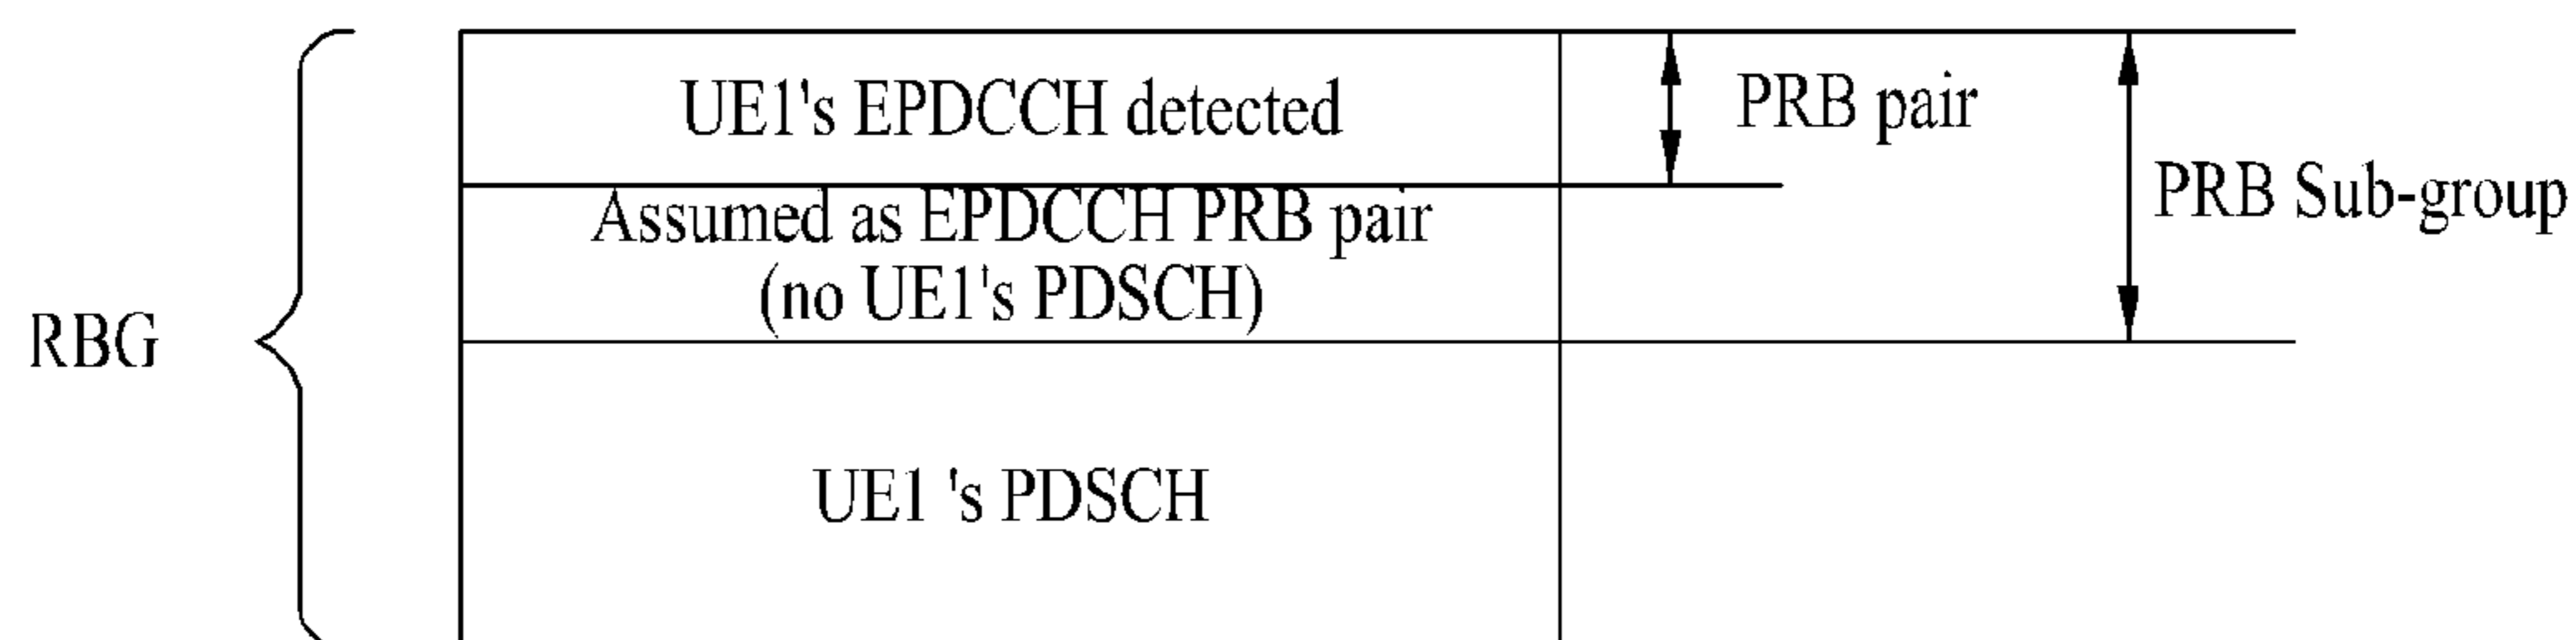 UE1's EPDCCH detected
PRB pair
Assumed as EPDCCH PRB pair
(no UE1's PDSCH)
PRB Sub-group
RBG
UE1 's PDSCH